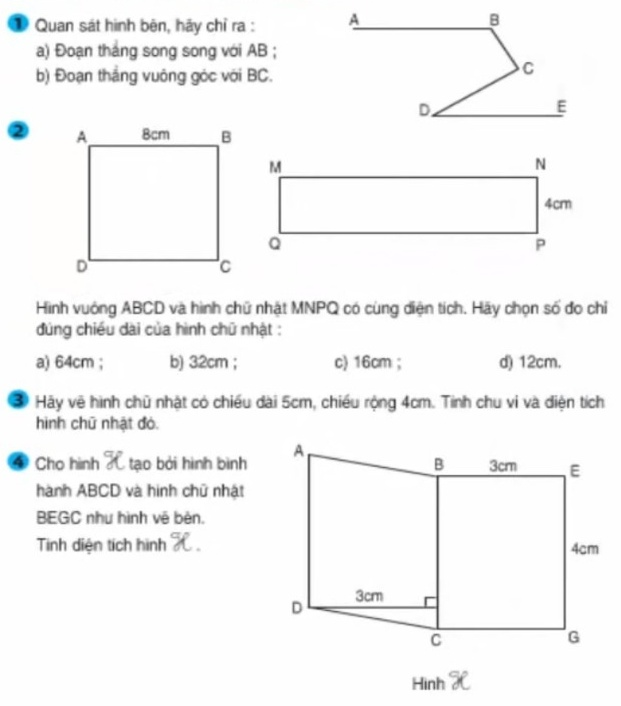 1 Quan sát hình bên, hãy chỉ ra :
a) Đoạn thẳng song song với AB ;
b) Đoạn thẳng vuông góc với BC.
A B
C
D E
2
A 8cm B
D C
M N
4cm
Q P
Hình vuông ABCD và hình chữ nhật MNPQ có cùng diện tích. Hãy chọn số đo chỉ
đúng chiều dài của hình chữ nhật :
a) 64cm ; b) 32cm ; c) 16cm ; d) 12cm.
3 Hãy vẽ hình chữ nhật có chiều dài 5cm, chiều rộng 4cm. Tính chu vi và diện tích
hình chữ nhật đó.
4 Cho hình ℋ tạo bởi hình bình
hành ABCD và hình chữ nhật
BEGC như hình vẽ bên.
Tính diện tích hình ℋ .
A
B 3cm E
4cm
3cm
D
C G
Hình ℋ